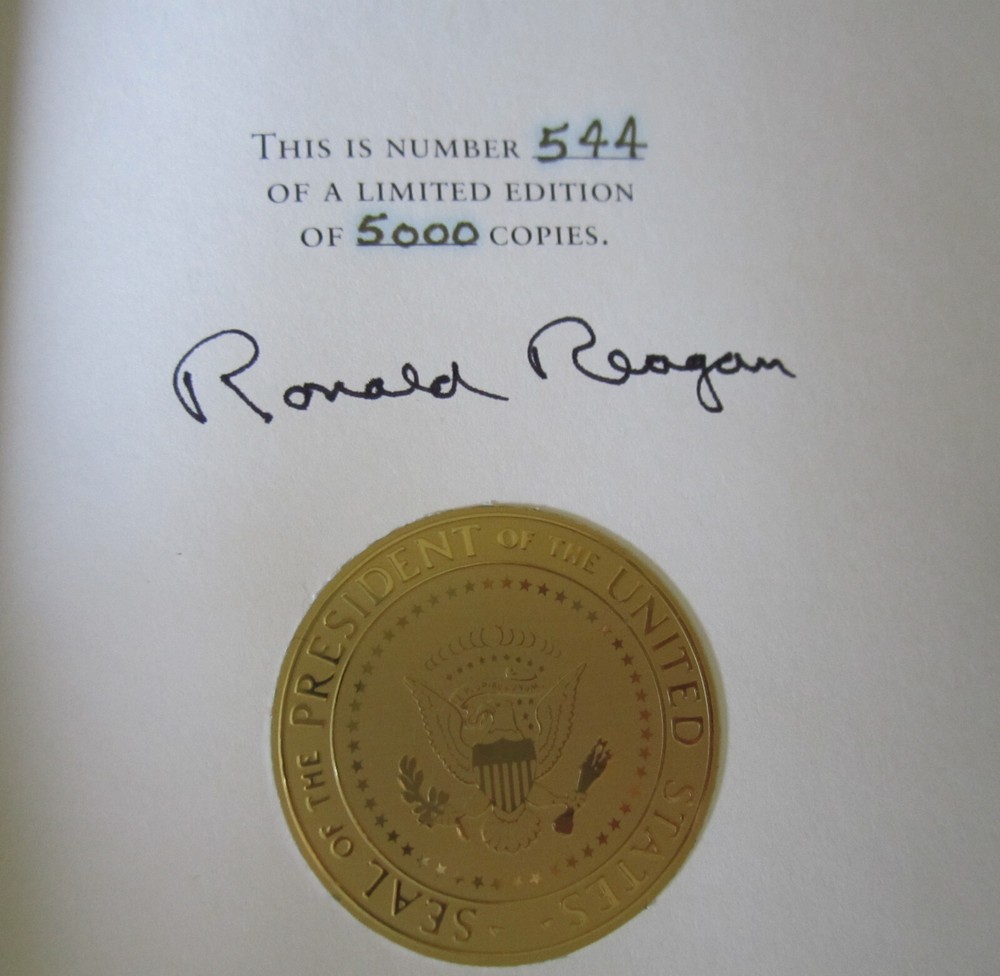 THIS IS NUMBER 544
OF A LIMITED EDITION
OF 5000 COPIES.
Ronald Reagan
SEAL OF THE PRESIDENT OF THE UNITED STATES